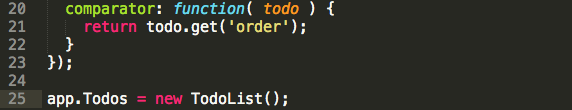 20 comparator: function( todo ) {
21 return todo.get('order');
22 }
23 });
24
25 app.Todos = new TodoList();